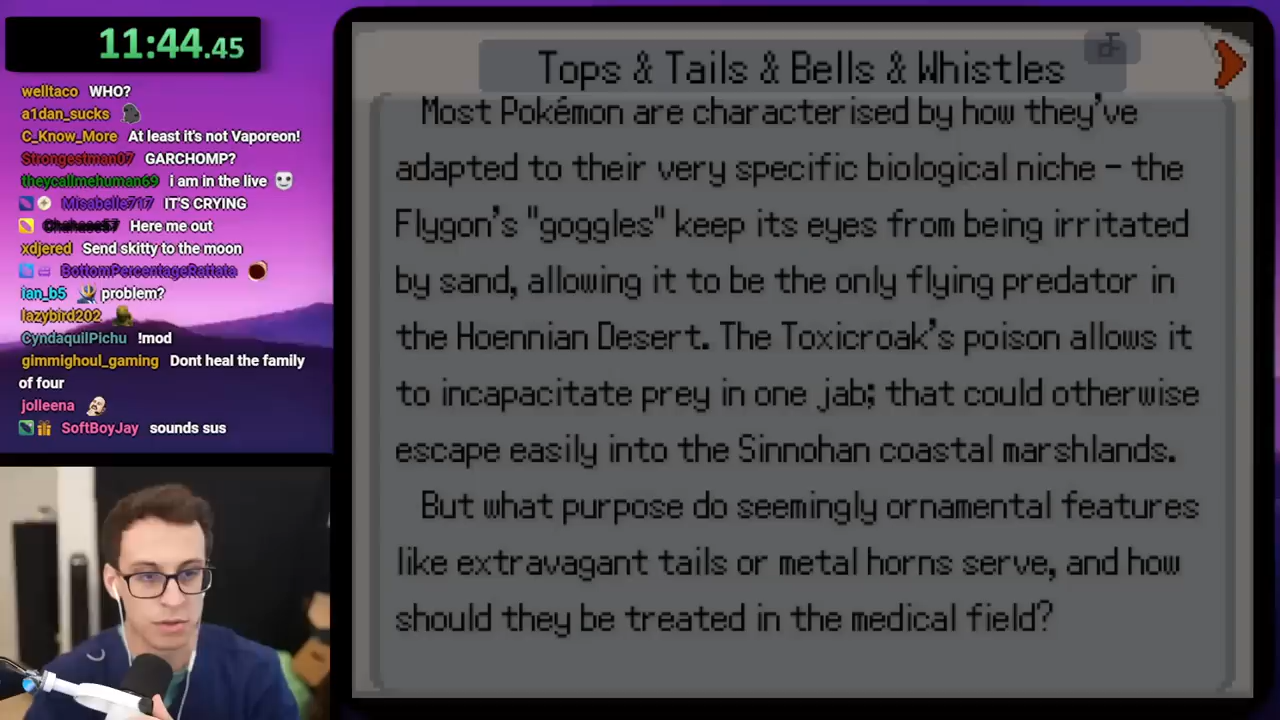 11:44.45
welltaco WHO?
a1dan_sucks
C_Know_More At least it's not Vaporeon!
Strongestman07 GARCHOMP?
theycallmehuman69 i am in the live
Misabells717 IT'S CRYING
Here me out
xdjered Send skitty to the moon
BottomPercentageRattata
ian_b5 problem?
lazybird202
CyndaquilPichu !mod
gimmighoul_gaming Dont heal the family
of four
jolleena
SoftBoyJay sounds sus
Tops & Tails & Bells & Whistles
Most Pokémon are characterised by how they've
adapted to their very specific biological niche – the
Flygon's "goggles" keep its eyes from being irritated
by sand, allowing it to be the only flying predator in
the Hoennian Desert. The Toxicroak's poison allows it
to incapacitate prey in one jab; that could otherwise
escape easily into the Sinnohan coastal marshlands.
But what purpose do seemingly ornamental features
like extravagant tails or metal horns serve, and how
should they be treated in the medical field?